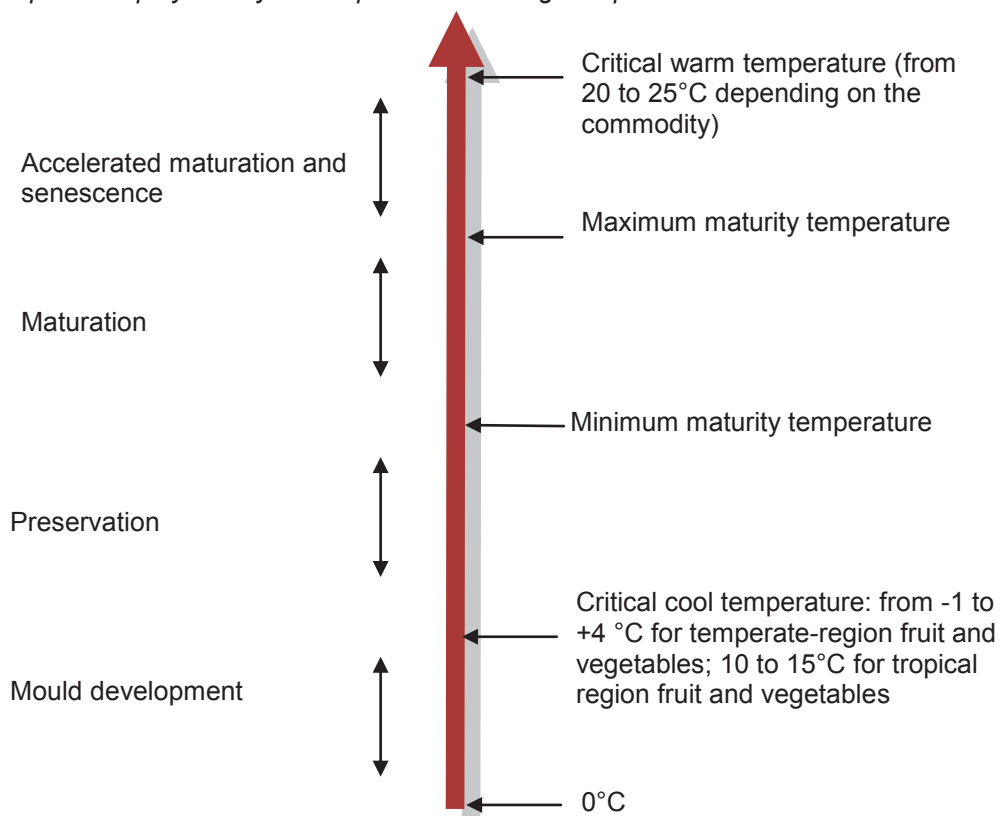 Critical warm temperature (from
20 to 25°C depending on the
commodity)
Accelerated maturation and
senescence
Maximum maturity temperature
Maturation
Minimum maturity temperature
Preservation
Critical cool temperature: from -1 to
+4 °C for temperate-region fruit and
vegetables; 10 to 15°C for tropical
region fruit and vegetables
Mould development
0°C